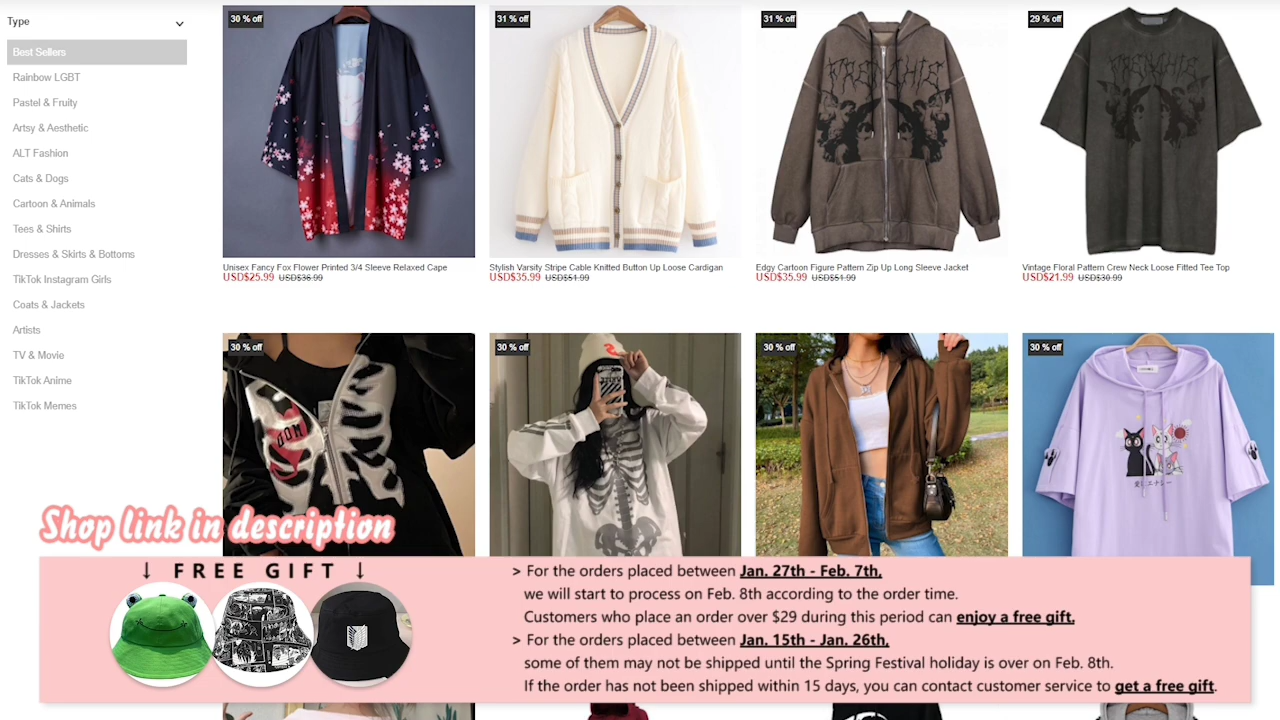 Type
Best Sellers
Rainbow LGBT
Pastel & Fruity
Artsy & Aesthetic
ALT Fashion
Cats & Dogs
Cartoon & Animals
Tees & Shirts
Dresses & Skirts & Bottoms
TikTok Instagram Girls
Coats & Jackets
Artists
TV & Movie
TikTok Anime
TikTok Memes
30 % off
31 % off
31 % off
29 % off
FRENCHIE
FRENCHIE
Unisex Fancy Fox Flower Printed 3/4 Sleeve Relaxed Cape
USD$25.99 USD$36.99
Stylish Varsity Stripe Cable Knitted Button Up Loose Cardigan
USD$35.99 USD$51.99
Edgy Cartoon Figure Pattern Zip Up Long Sleeve Jacket
USD$35.99 USD$51.99
Vintage Floral Pattern Crew Neck Loose Fitted Tee Top
USD$21.99 USD$30.99
30 % off
30 % off
30 % off
30 % off
Shop link in description
↓ FREE GIFT ↓
> For the orders placed between Jan. 27th - Feb. 7th,
we will start to process on Feb. 8th according to the order time.
Customers who place an order over $29 during this period can enjoy a free gift.
> For the orders placed between Jan. 15th - Jan. 26th,
some of them may not be shipped until the Spring Festival holiday is over on Feb. 8th.
If the order has not been shipped within 15 days, you can contact customer service to get a free gift.